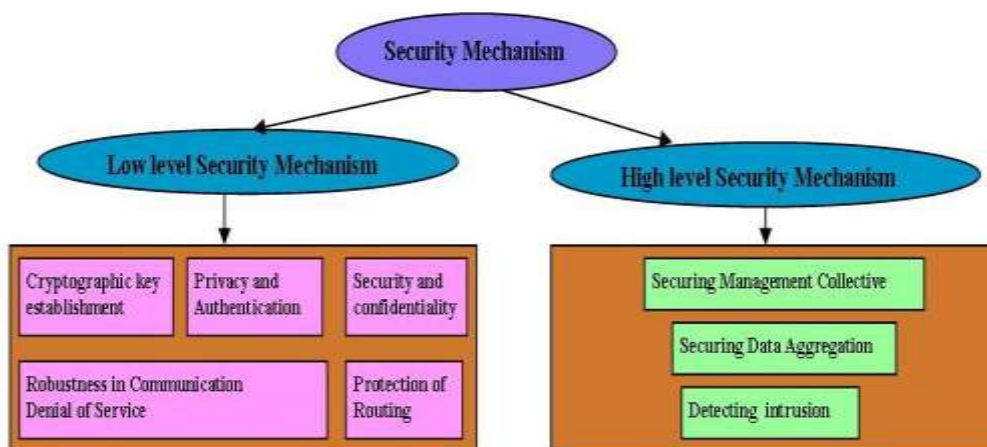 Security Mechanism
Low level Security Mechanism
High level Security Mechanism
Cryptographic key
establishment
Privacy and
Authentication
Security and
confidentiality
Robustness in Communication
Denial of Service
Protection of
Routing
Securing Management Collective
Securing Data Aggregation
Detecting intrusion